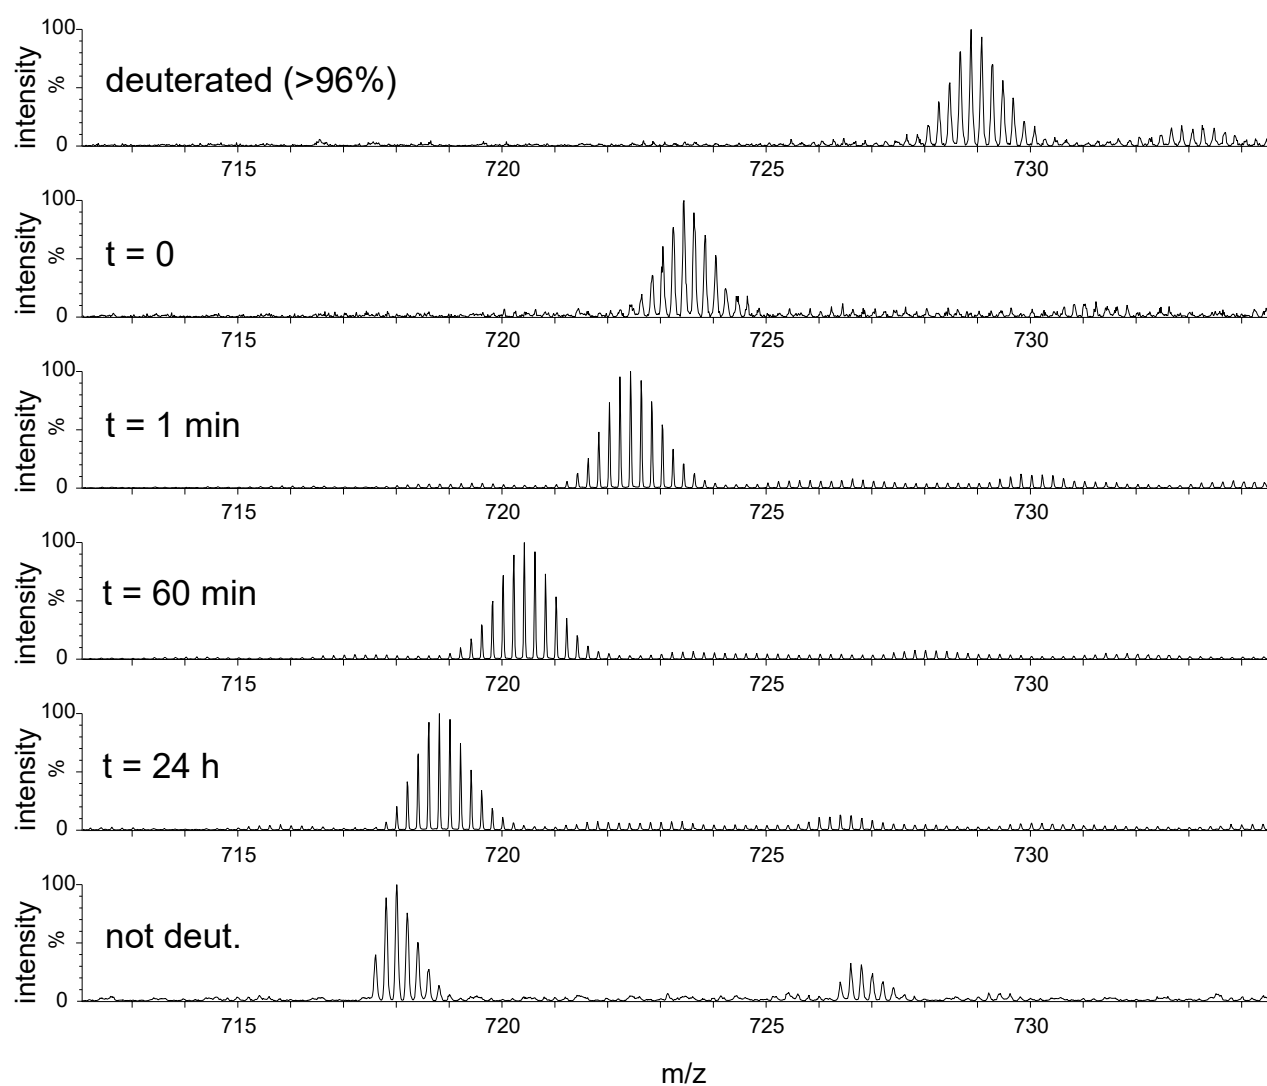 100
intensity
%
deuterated (>96%)
0
715 720 725 730
100
intensity
%
t = 0
0
715 720 725 730
100
intensity
%
t = 1 min
0
715 720 725 730
100
intensity
%
t = 60 min
0
715 720 725 730
100
intensity
%
t = 24 h
0
715 720 725 730
100
intensity
%
not deut.
0
715 720 725 730
m/z